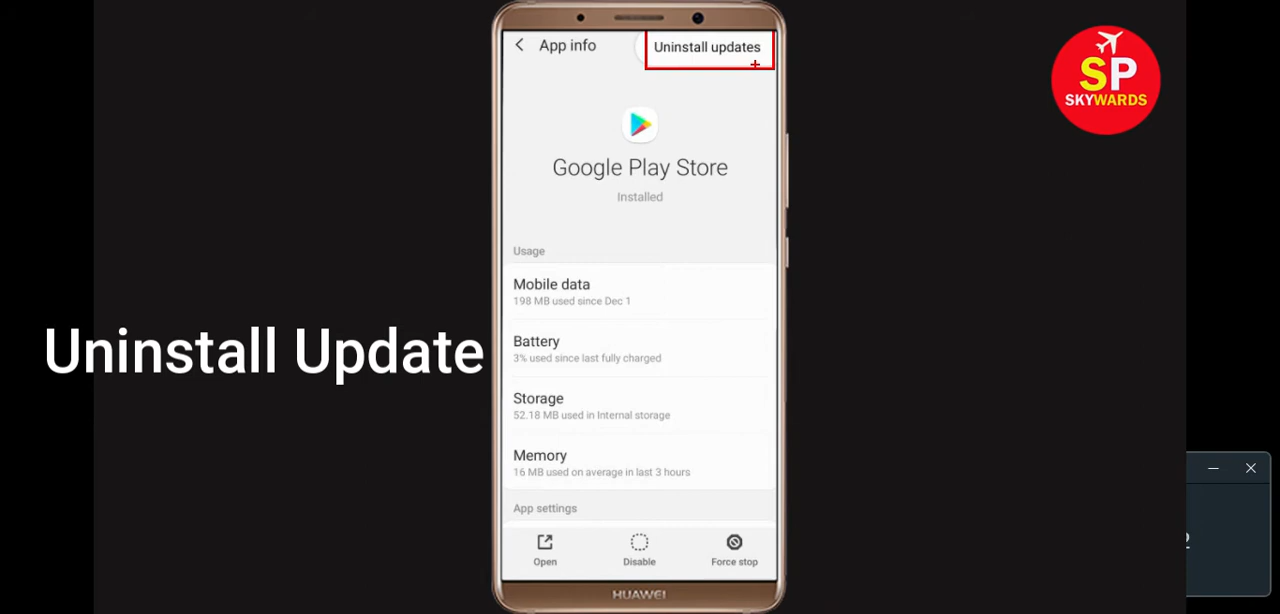 App info
Uninstall updates
SP
SKYWARDS
Google Play Store
Installed
Usage
Mobile data
198 MB used since Dec 1
Uninstall Update
Battery
3% used since last fully charged
Storage
52.18 MB used in Internal storage
Memory
16 MB used on average in last 3 hours
App settings
Open
Disable
Force stop
HUAWEI